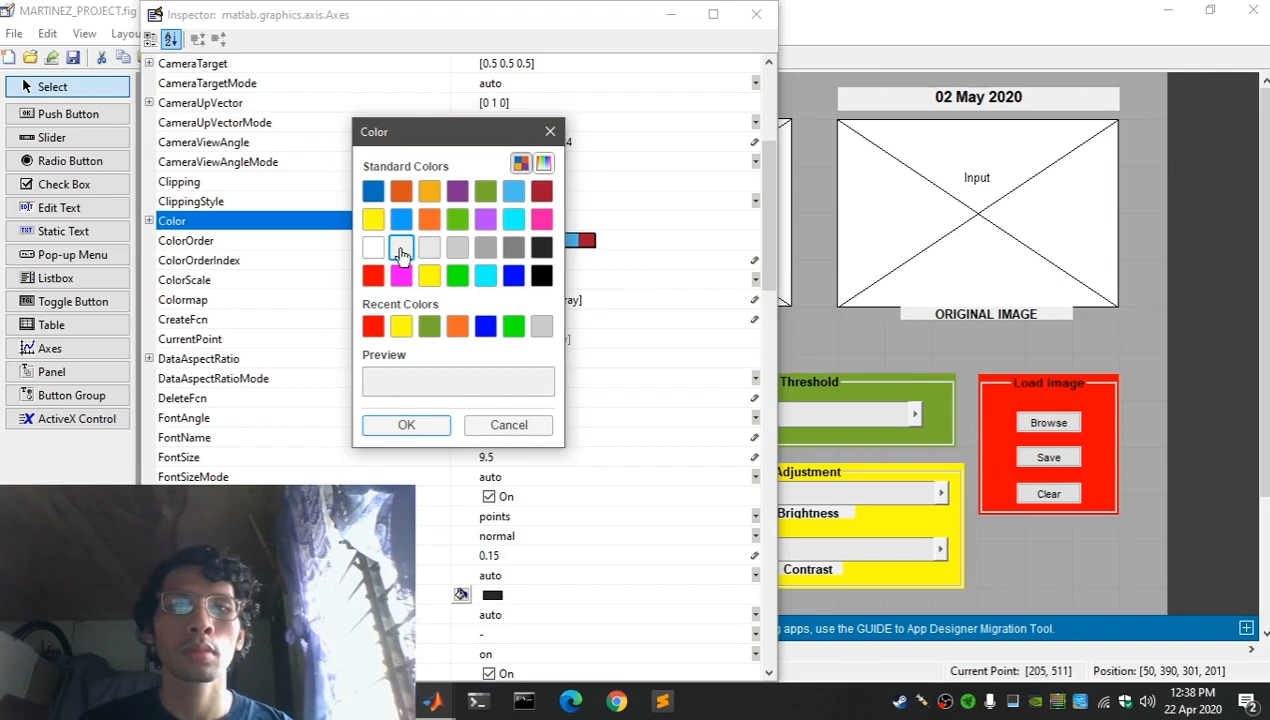 MARTINEZ_PROJECT.fig
File Edit View Layou
Select
Push Button
Slider
Radio Button
Check Box
Edit Text
Static Text
Pop-up Menu
Listbox
Toggle Button
Table
Axes
Panel
Button Group
ActiveX Control
Inspector: matlab.graphics.axis.Axes
CameraTarget [0.5 0.5 0.5]
CameraTargetMode auto
CameraUpVector [0 1 0]
CameraUpVectorMode
CameraViewAngle 4
CameraViewAngleMode
Clipping
ClippingStyle
Color
ColorOrder
ColorOrderIndex
ColorScale
Colormap ay]
CreateFcn
CurrentPoint
DataAspectRatio
DataAspectRatioMode
DeleteFcn
FontAngle
FontName
FontSize 9.5
FontSizeMode auto
On
points
normal
0.15
auto
auto
-
on
On
Color
Standard Colors
Recent Colors
Preview
OK Cancel
02 May 2020
Input
ORIGINAL IMAGE
Threshold
Adjustment
Brightness
Contrast
Load Image
Browse
Save
Clear
g apps, use the GUIDE to App Designer Migration Tool.
Current Point: [205, 511] Position: [50, 390, 301, 201]
12:38 PM
22 Apr 2020
2